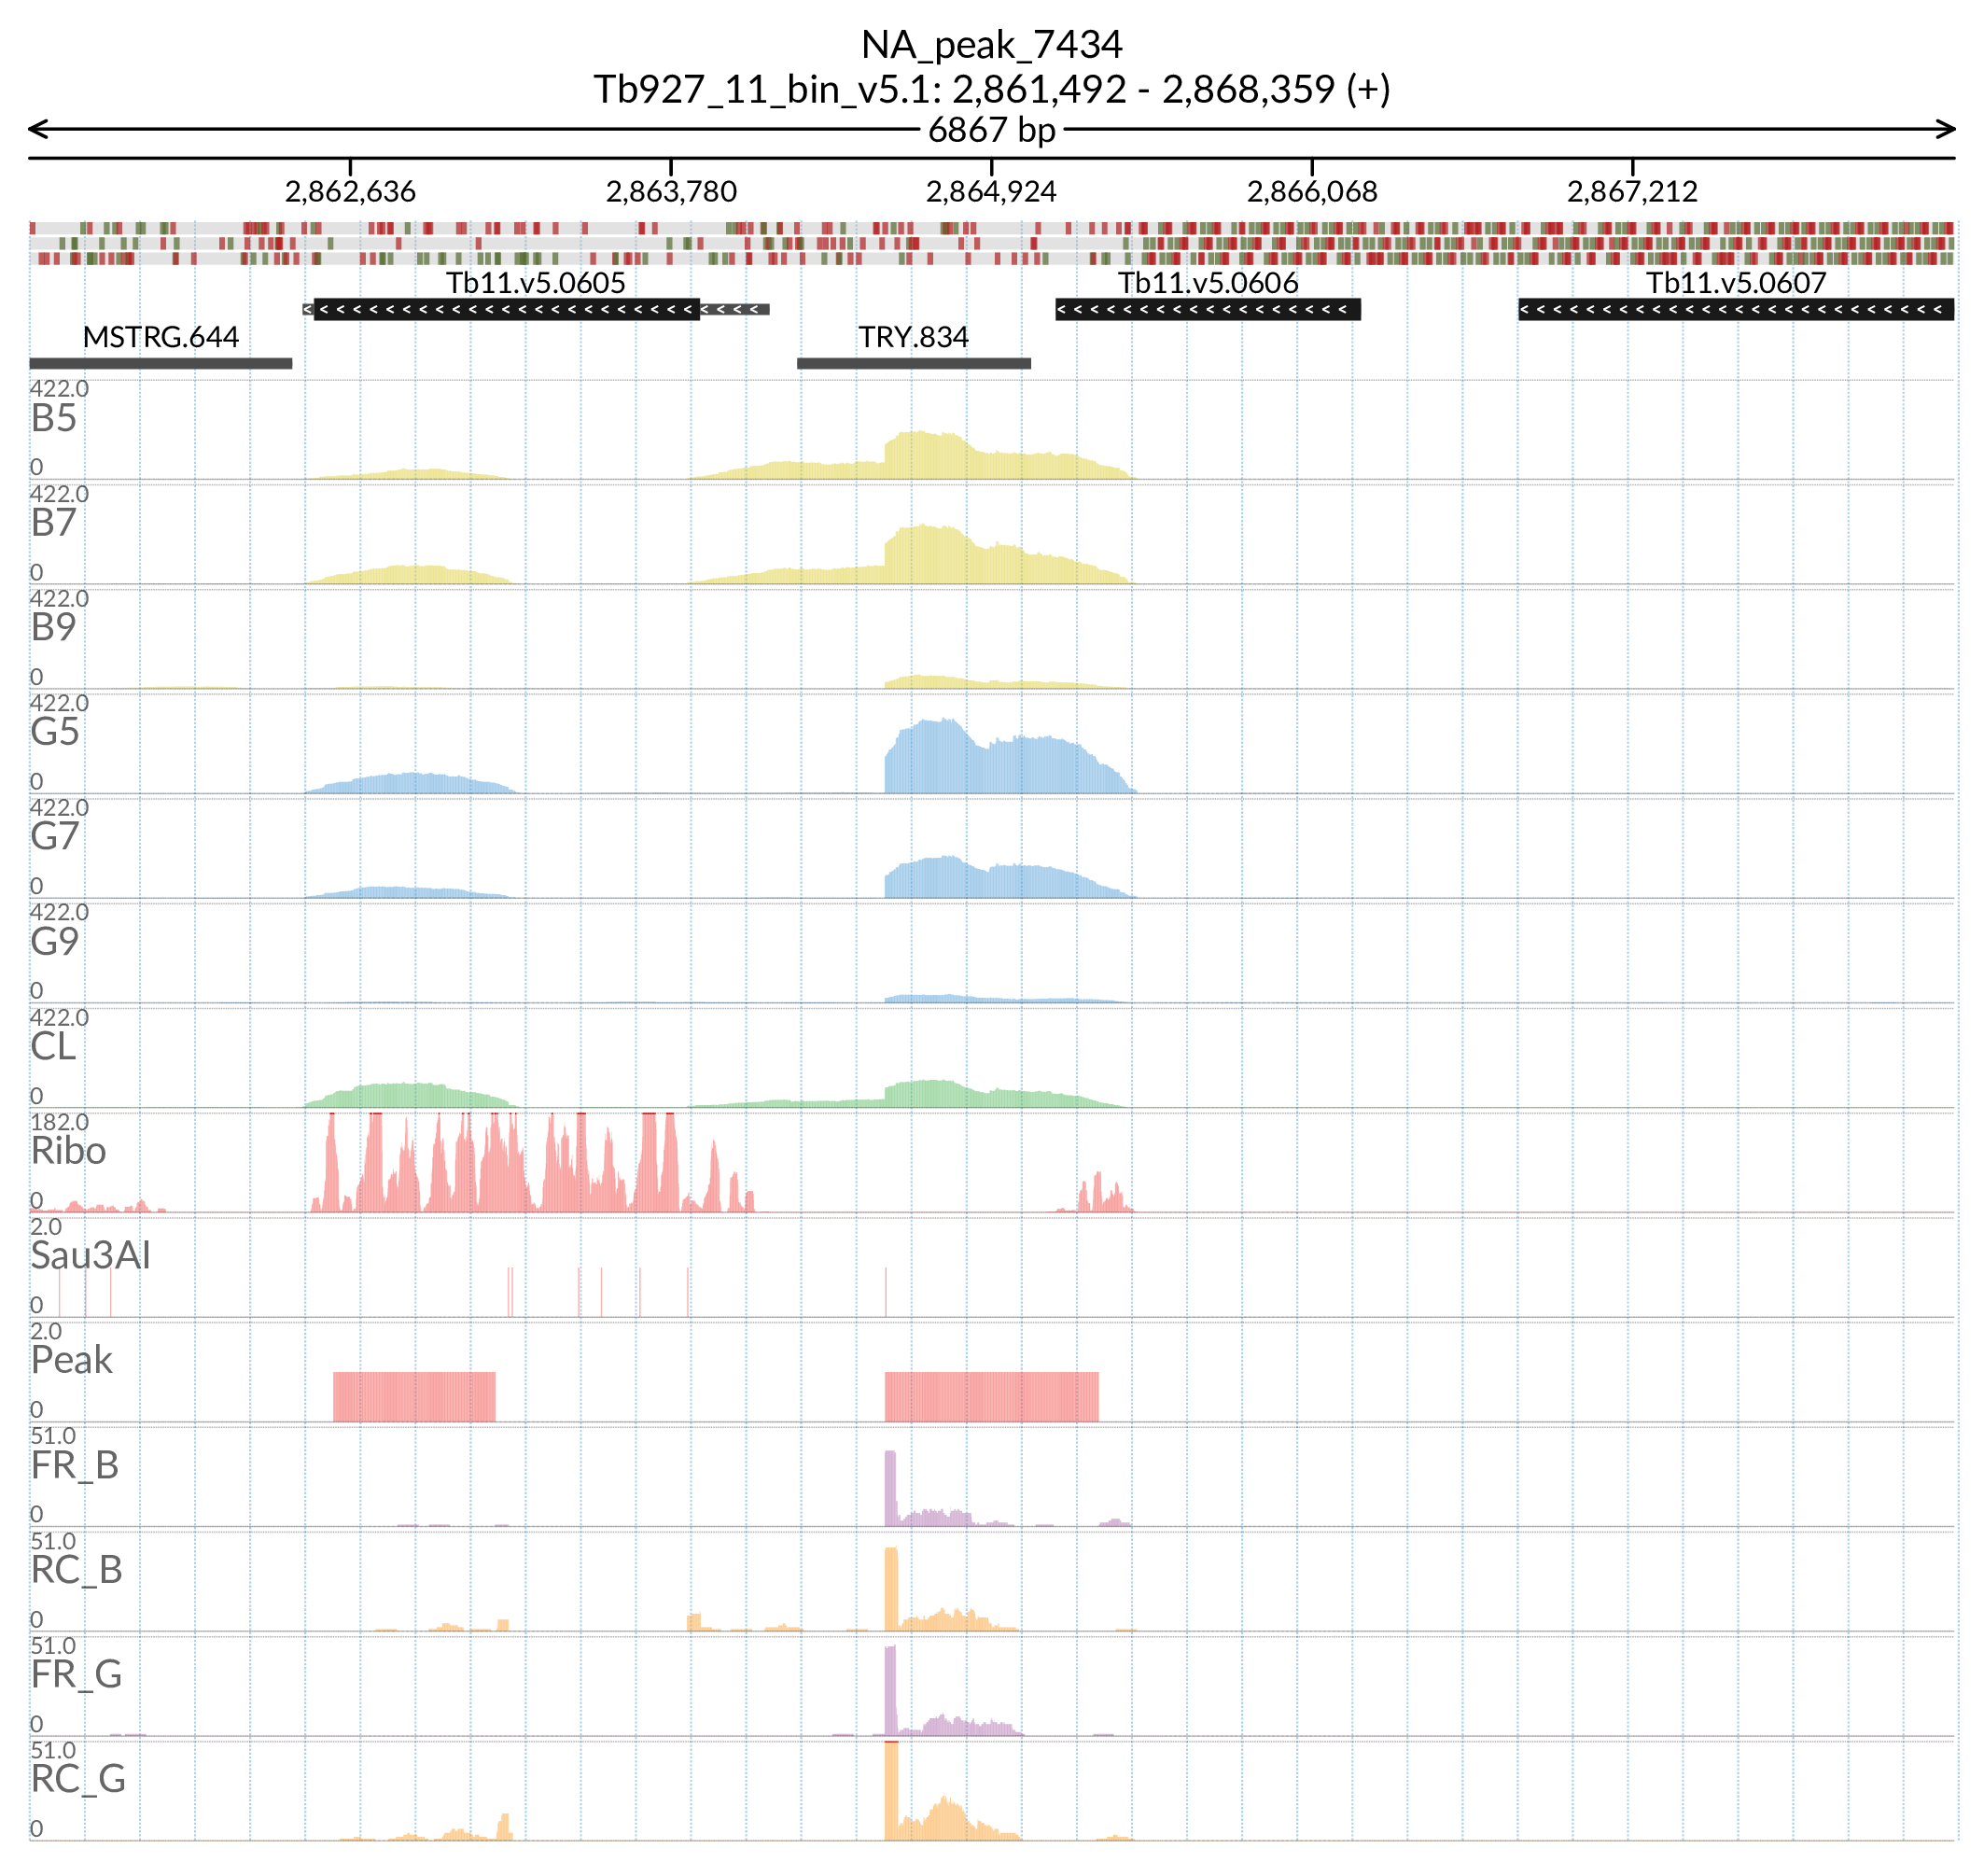 NA_peak_7434
Tb927_11_bin_v5.1: 2,861,492 - 2,868,359 (+)
6867 bp
2,862,636 2,863,780 2,864,924 2,866,068 2,867,212
Tb11.v5.0605 Tb11.v5.0606 Tb11.v5.0607
MSTRG.644 TRY.834
422.0
B5
0
422.0
B7
0
422.0
B9
0
422.0
G5
0
422.0
G7
0
422.0
G9
0
422.0
CL
0
182.0
Ribo
0
2.0
Sau3AI
0
2.0
Peak
0
51.0
FR_B
0
51.0
RC_B
0
51.0
FR_G
0
51.0
RC_G
0